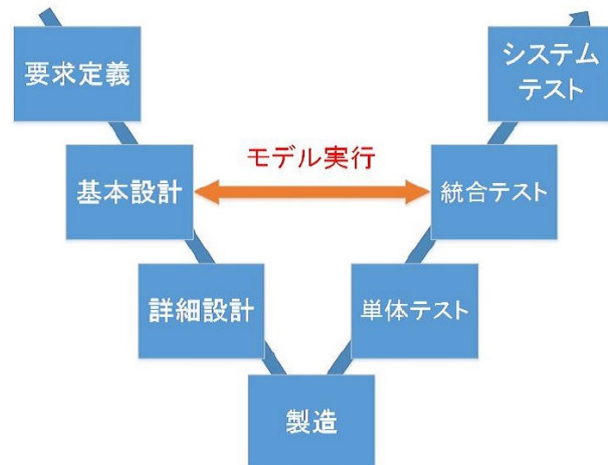 要求定義
システム
テスト
モデル実行
基本設計
統合テスト
詳細設計
単体テスト
製造